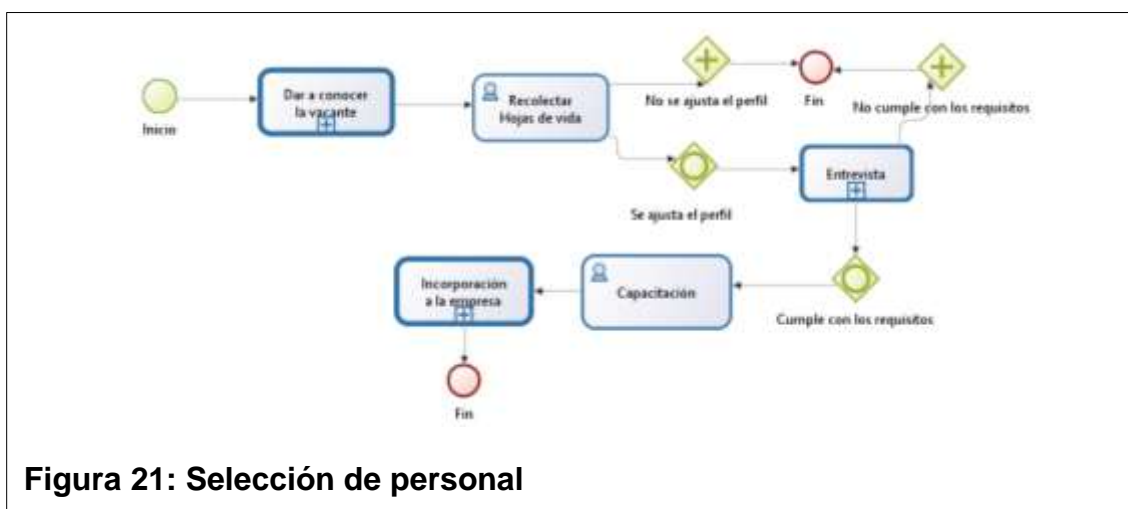 Inicio
Dar a conocer
la vacante
Recolectar
Hojas de vida
No se ajusta el perfil
Fin
No cumple con los requisitos
Se ajusta el perfil
Entrevista
Cumple con los requisitos
Capacitación
Incorporación
a la empresa
Fin
Figura 21: Selección de personal